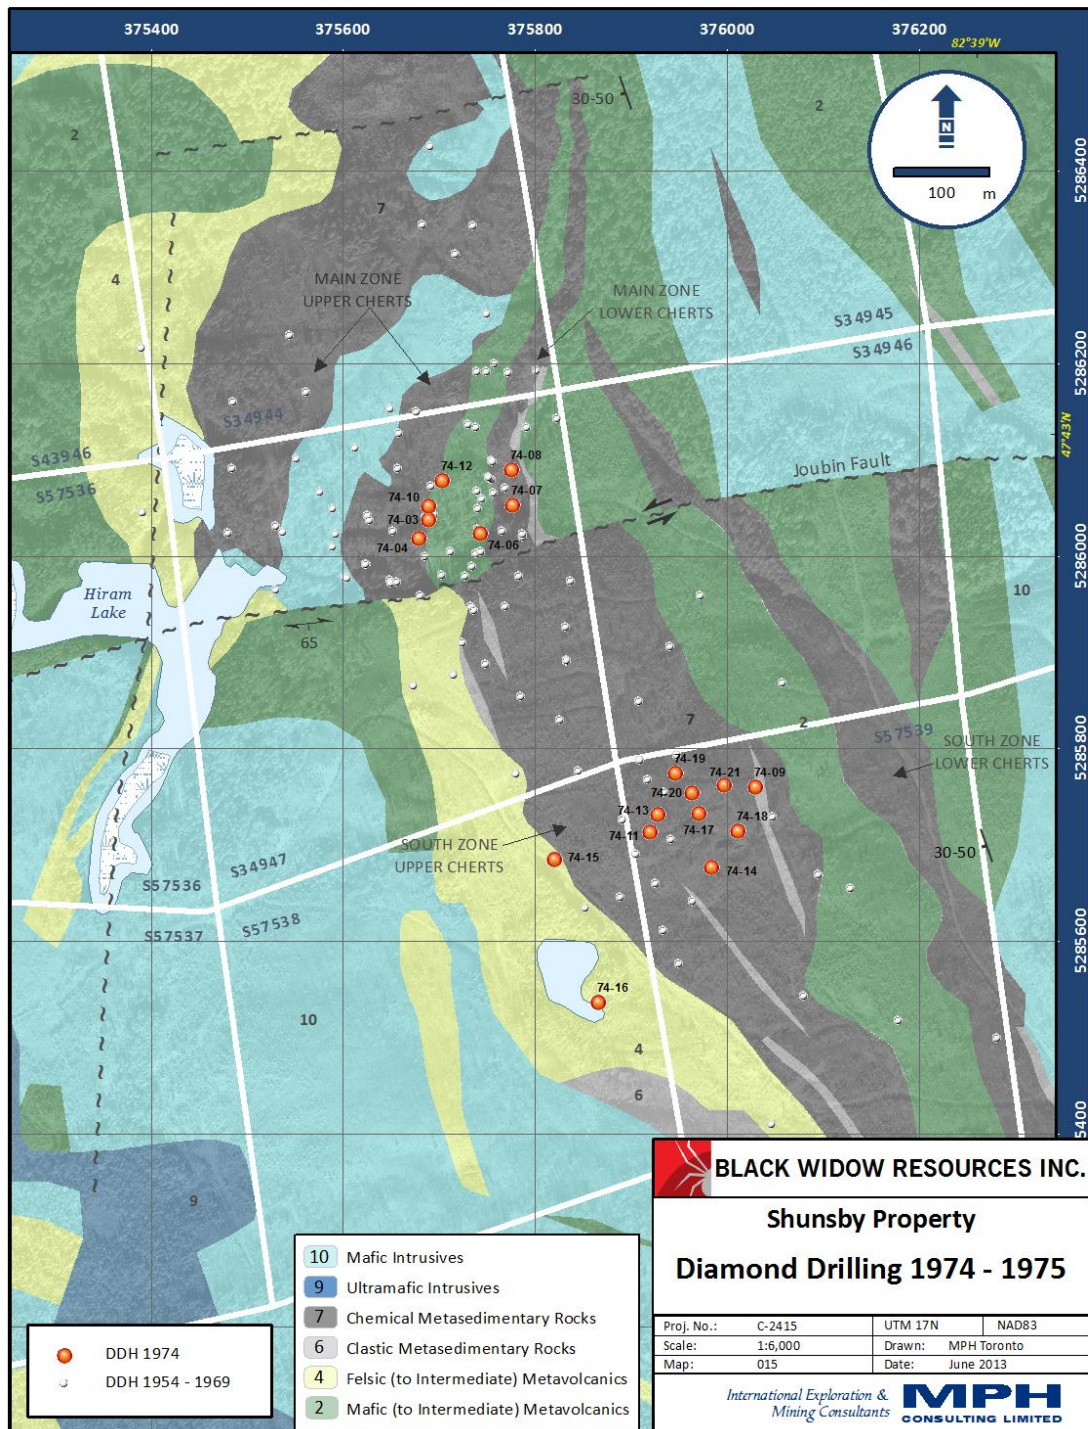 375400
375600
375800
376000
376200
82°39'W
30-50
2
2
N
100 m
5286400
7
4
MAIN ZONE
UPPER CHERTS
MAIN ZONE
LOWER CHERTS
S34945
S34946
5286200
S34944
S43946
S57536
47°43'N
Joubin Fault
74-12
74-08
74-10
74-07
74-03
74-04
74-06
5286000
Hiram
Lake
65
10
7
2
S57539
SOUTH ZONE
LOWER CHERTS
5285800
74-19
74-21
74-09
74-20
74-13
74-11
74-17
74-18
SOUTH ZONE
UPPER CHERTS
74-15
74-14
30-50
S34947
S57536
S57538
S57537
5285600
74-16
10
4
6
5400
9
BLACK WIDOW RESOURCES INC.
Shunsby Property
Diamond Drilling 1974 - 1975
Proj. No.: C-2415 UTM 17N NAD83
Scale: 1:6,000 Drawn: MPH Toronto
Map: 015 Date: June 2013
International Exploration &
Mining Consultants
MPH
CONSULTING LIMITED
10 Mafic Intrusives
9 Ultramafic Intrusives
7 Chemical Metasedimentary Rocks
6 Clastic Metasedimentary Rocks
4 Felsic (to Intermediate) Metavolcanics
2 Mafic (to Intermediate) Metavolcanics
DDH 1974
DDH 1954 - 1969